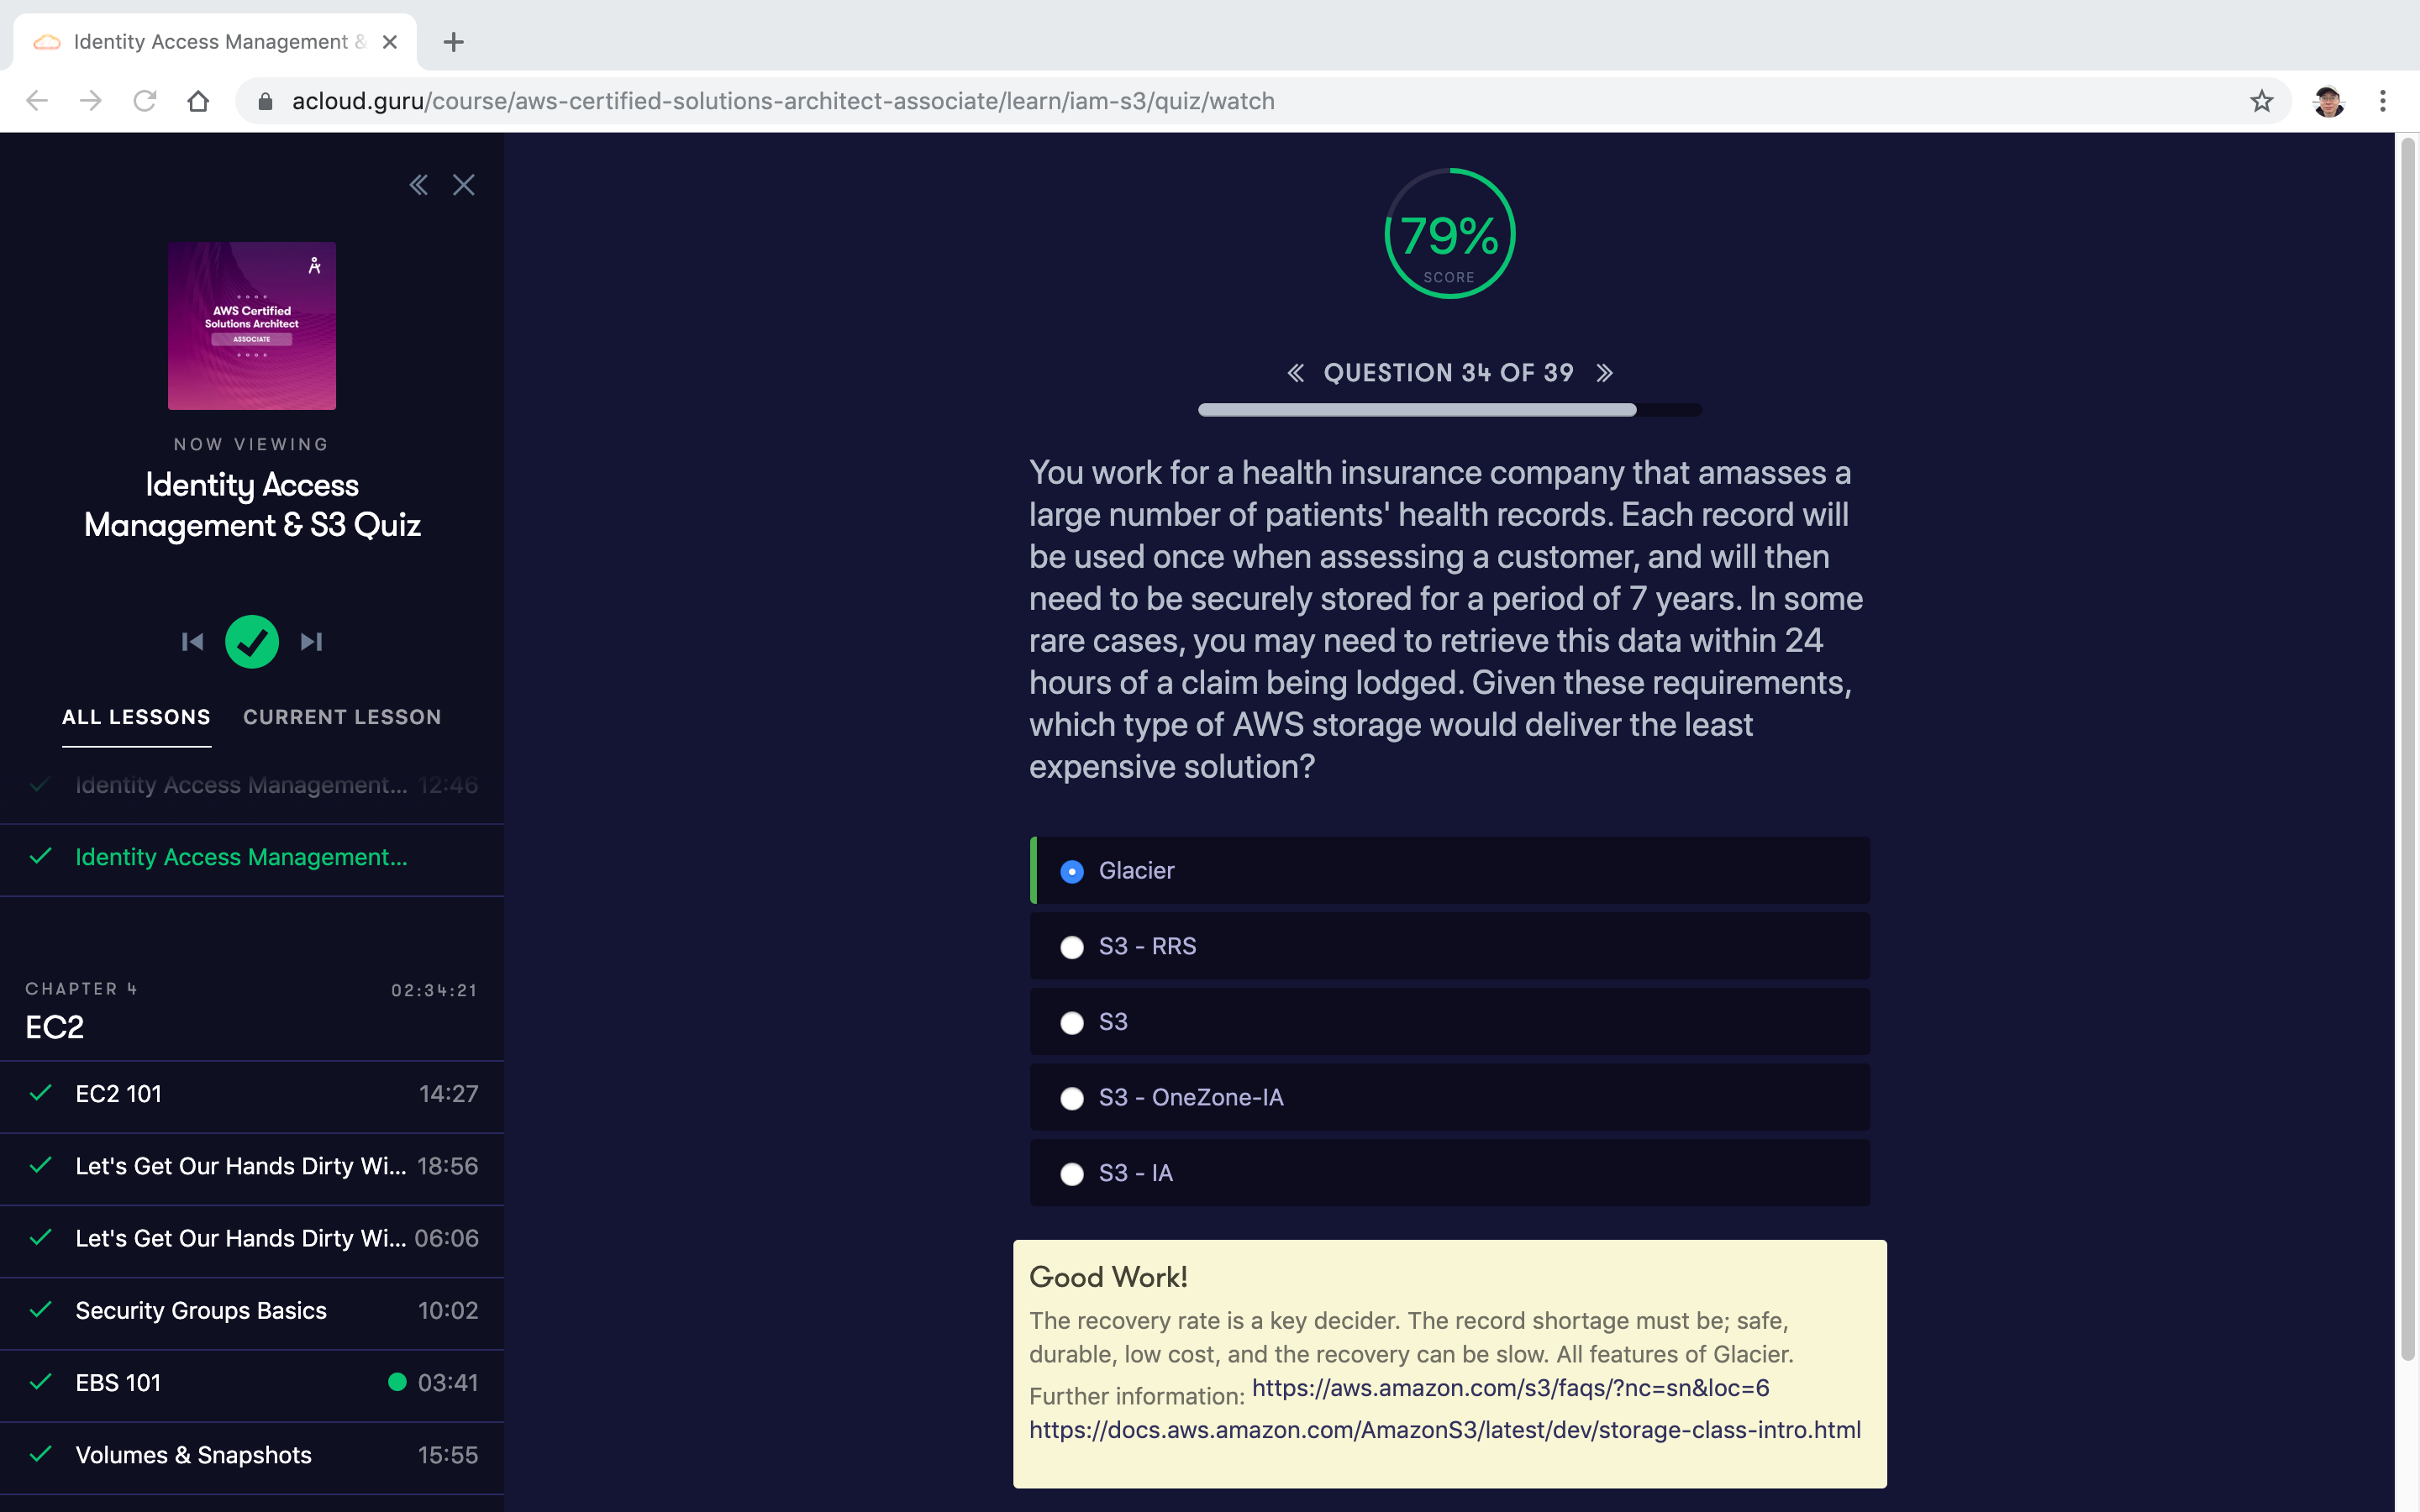 Identity Access Management &
acloud.guru/course/aws-certified-solutions-architect-associate/learn/iam-s3/quiz/watch
AWS Certified
Solutions Architect
ASSOCIATE
NOW VIEWING
Identity Access
Management & S3 Quiz
ALL LESSONS
CURRENT LESSON
Identity Access Management... 12:46
Identity Access Management...
CHAPTER 4 02:34:21
EC2
EC2 101 14:27
Let's Get Our Hands Dirty Wi... 18:56
Let's Get Our Hands Dirty Wi... 06:06
Security Groups Basics 10:02
EBS 101 03:41
Volumes & Snapshots 15:55
79%
SCORE
QUESTION 34 OF 39
You work for a health insurance company that amasses a
large number of patients' health records. Each record will
be used once when assessing a customer, and will then
need to be securely stored for a period of 7 years. In some
rare cases, you may need to retrieve this data within 24
hours of a claim being lodged. Given these requirements,
which type of AWS storage would deliver the least
expensive solution?
Glacier
S3 - RRS
S3
S3 - OneZone-IA
S3 - IA
Good Work!
The recovery rate is a key decider. The record shortage must be; safe,
durable, low cost, and the recovery can be slow. All features of Glacier.
Further information: https://aws.amazon.com/s3/faqs/?nc=sn&loc=6
https://docs.aws.amazon.com/AmazonS3/latest/dev/storage-class-intro.html